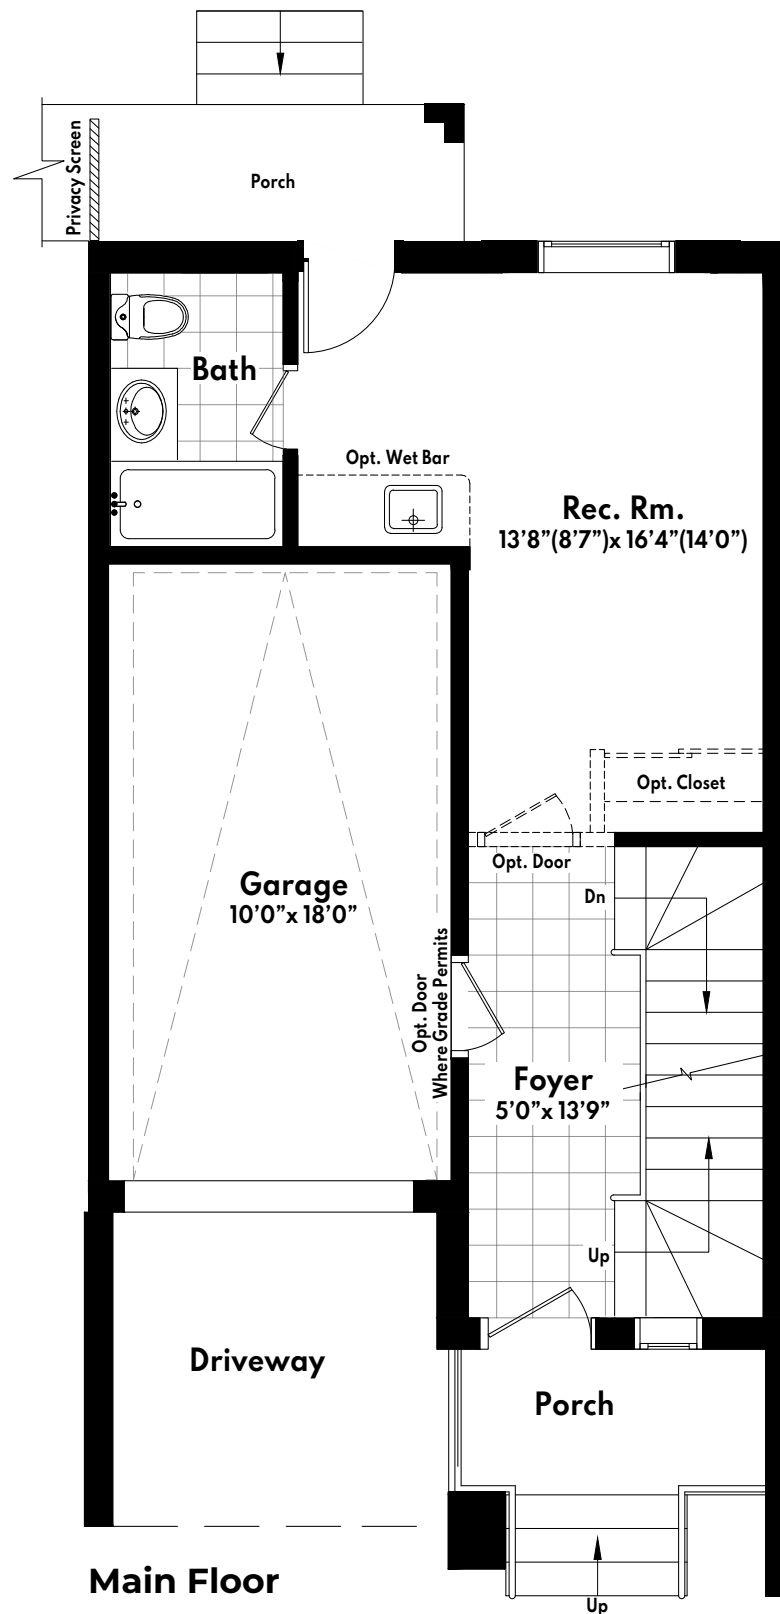 Privacy Screen
Porch
Bath
Opt. Wet Bar
Rec. Rm.
13’8”(8’7”)x 16’4”(14’0”)
Opt. Closet
Opt. Door
Dn
Garage
10’0”x 18’0”
Opt. Door
Where Grade Permits
Foyer
5’0”x 13’9”
Up
Driveway
Porch
Main Floor
Up